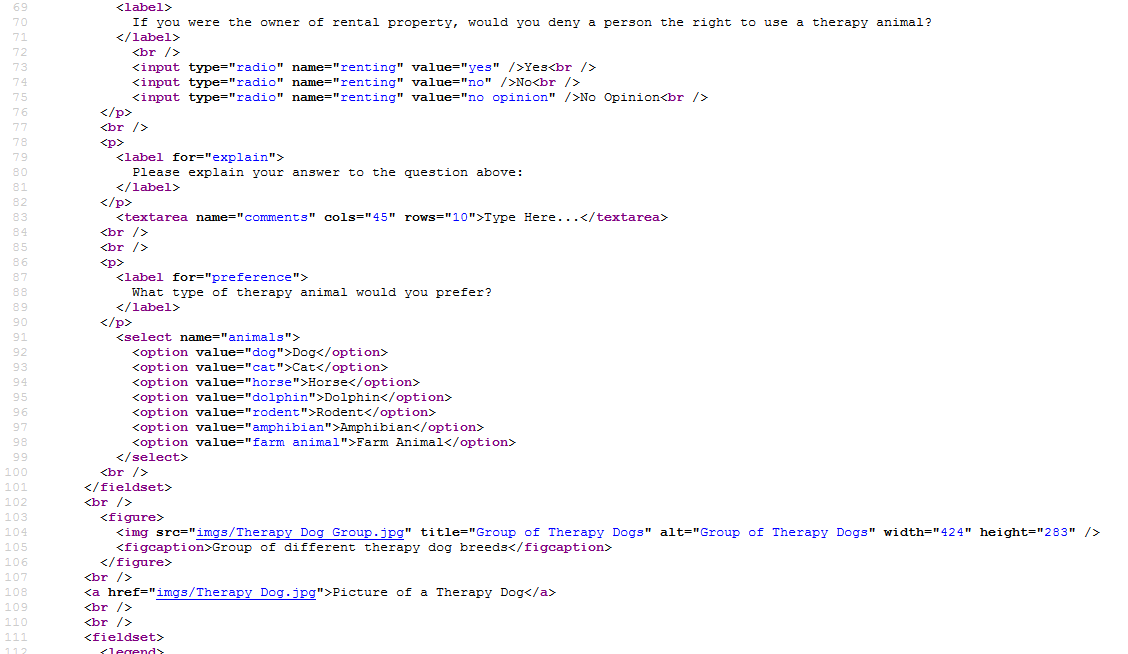 69 <label>
70 If you were the owner of rental property, would you deny a person the right to use a therapy animal?
71 </label>
72 <br />
73 <input type="radio" name="renting" value="yes" />Yes<br />
74 <input type="radio" name="renting" value="no" />No<br />
75 <input type="radio" name="renting" value="no opinion" />No Opinion<br />
76 </p>
77 <br />
78 <p>
79 <label for="explain">
80 Please explain your answer to the question above:
81 </label>
82 </p>
83 <textarea name="comments" cols="45" rows="10">Type Here...</textarea>
84 <br />
85 <br />
86 <p>
87 <label for="preference">
88 What type of therapy animal would you prefer?
89 </label>
90 </p>
91 <select name="animals">
92 <option value="dog">Dog</option>
93 <option value="cat">Cat</option>
94 <option value="horse">Horse</option>
95 <option value="dolphin">Dolphin</option>
96 <option value="rodent">Rodent</option>
97 <option value="amphibian">Amphibian</option>
98 <option value="farm animal">Farm Animal</option>
99 </select>
100 <br />
101 </fieldset>
102 <br />
103 <figure>
104 <img src="imgs/Therapy Dog Group.jpg" title="Group of Therapy Dogs" alt="Group of Therapy Dogs" width="424" height="283" />
105 <figcaption>Group of different therapy dog breeds</figcaption>
106 </figure>
107 <br />
108 <a href="imgs/Therapy Dog.jpg">Picture of a Therapy Dog</a>
109 <br />
110 <br />
111 <fieldset>
112 <legend>